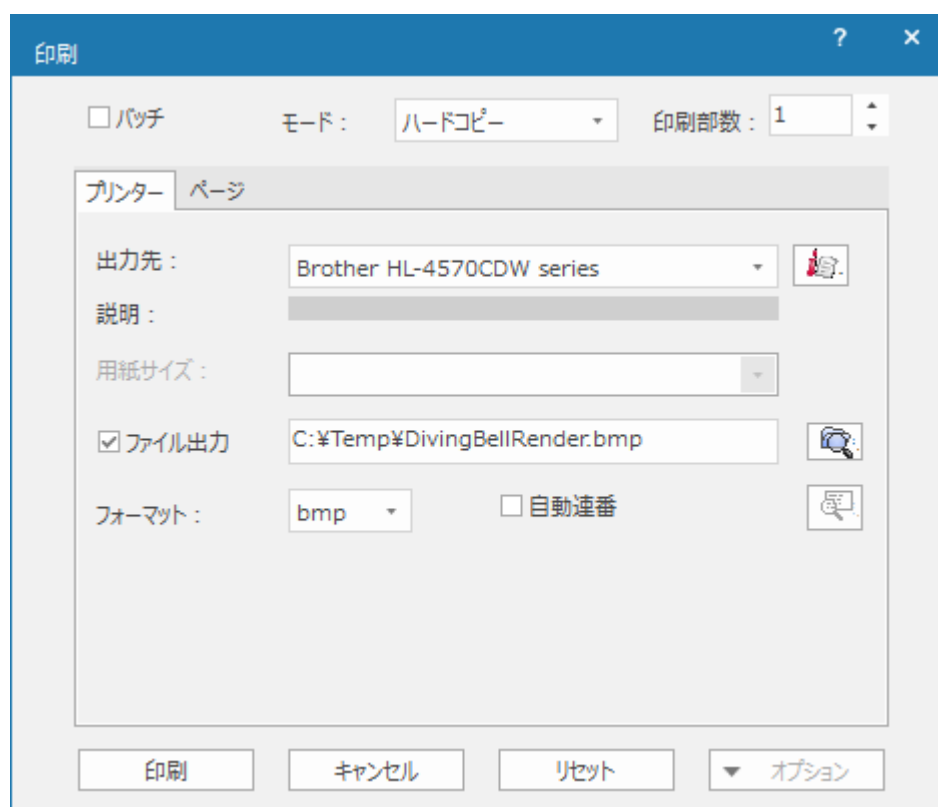 印刷 ? ×
バッチ モード： ハードコピー 印刷部数： 1
プリンター ページ
出力先： Brother HL-4570CDW series
説明：
用紙サイズ：
ファイル出力 C:¥Temp¥DivingBellRender.bmp
フォーマット： bmp 自動連番
印刷 キャンセル リセット オプション